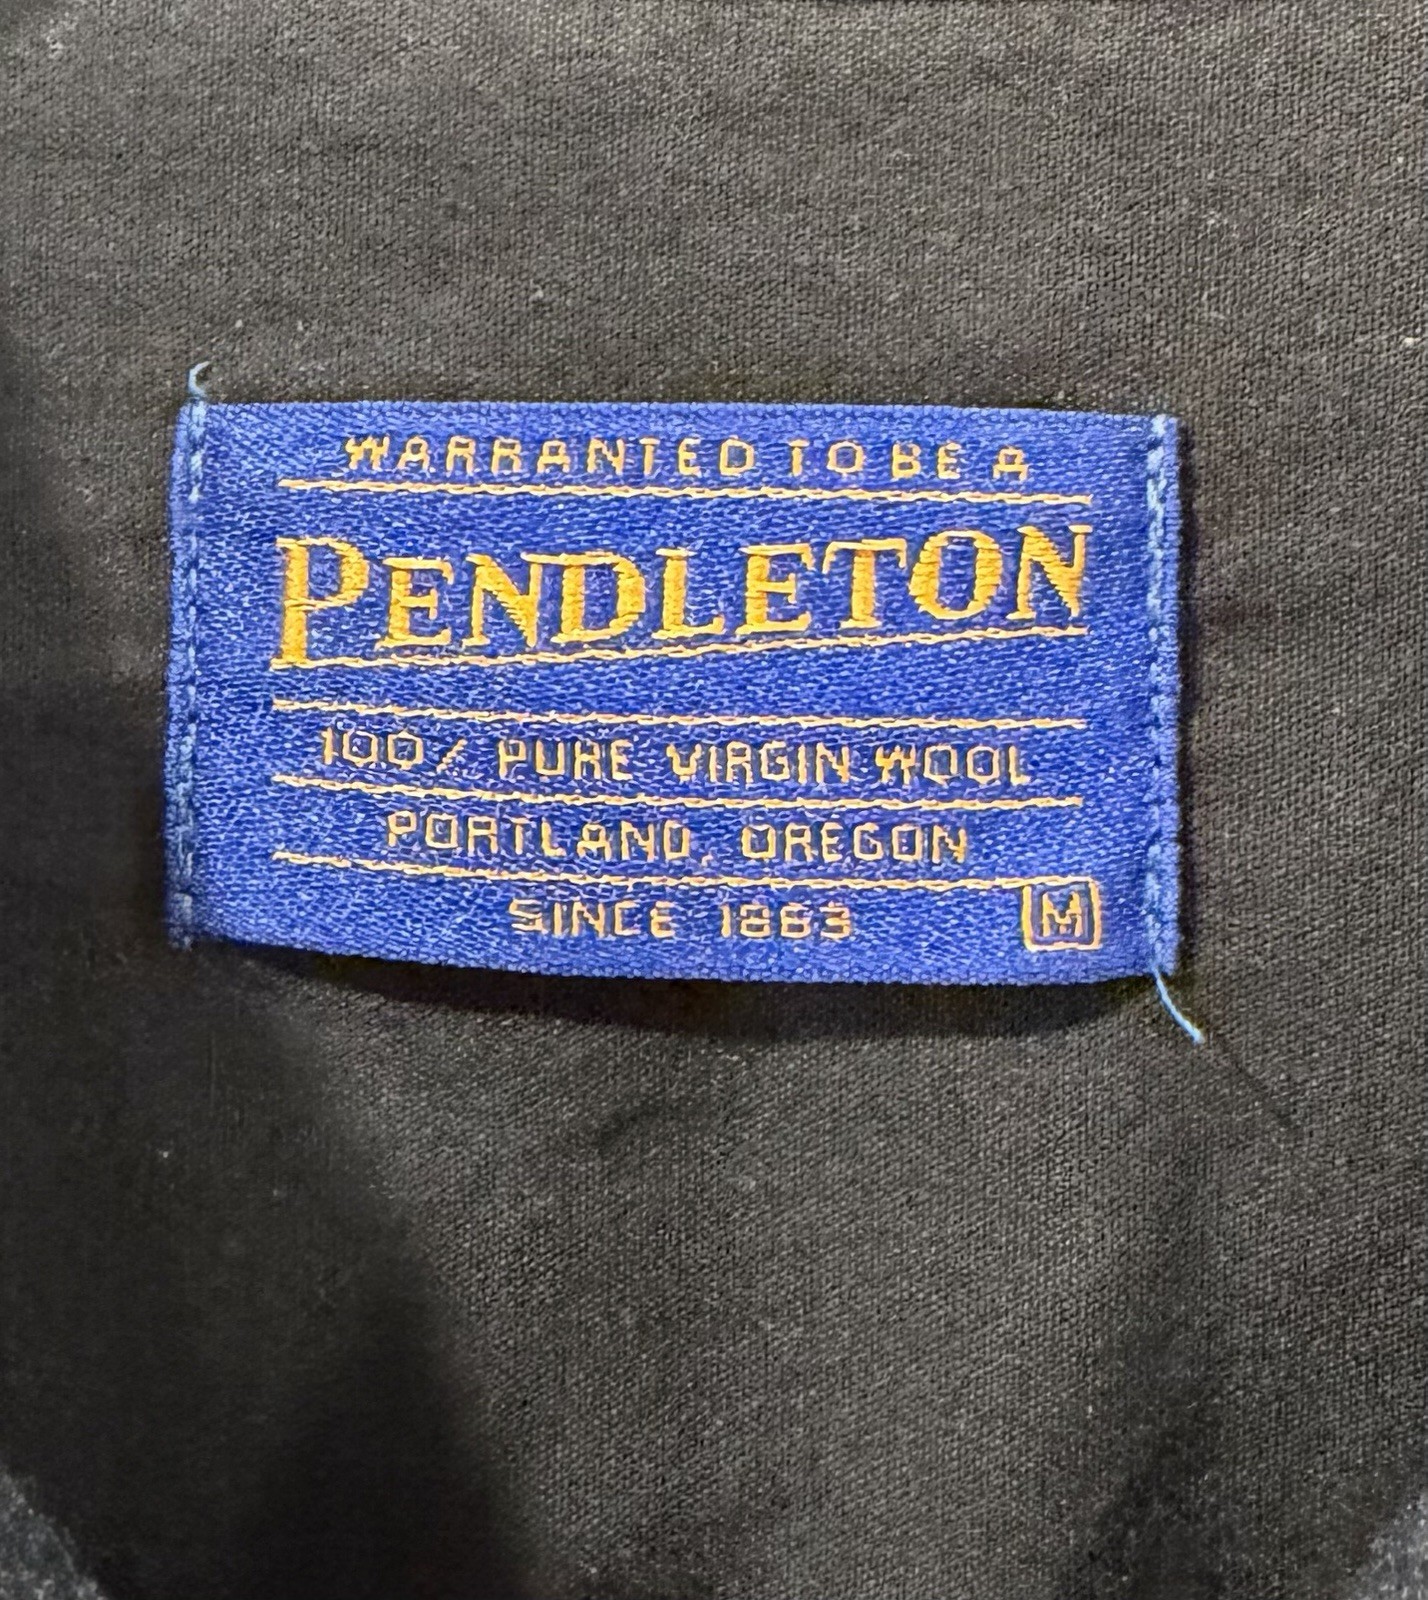 WARRANTED TO BE A
PENDLETON
100% PURE VIRGIN WOOL
PORTLAND, OREGON
SINCE 1863
M